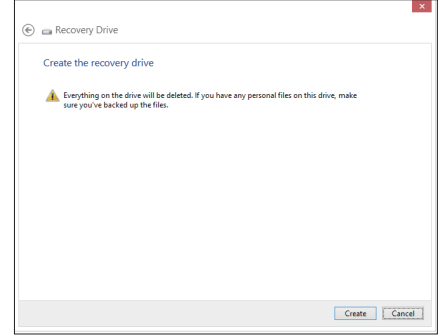 Recovery Drive
Create the recovery drive
Everything on the drive will be deleted. If you have any personal files on this drive, make
sure you've backed up the files.
Create Cancel